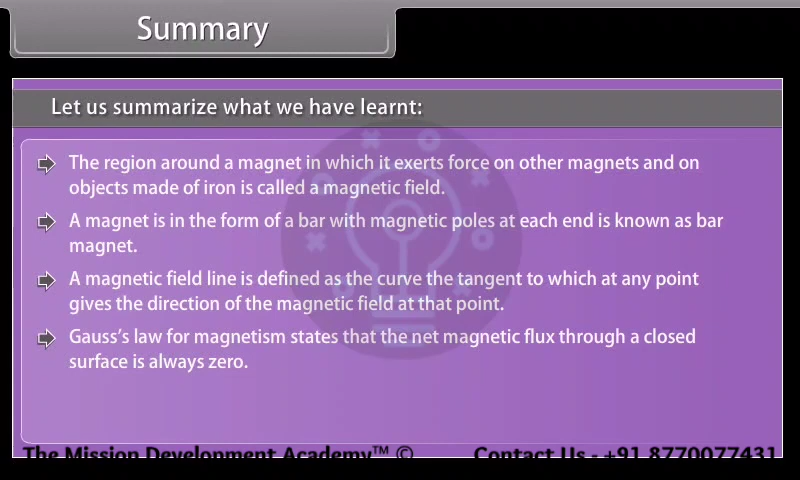 Summary
Let us summarize what we have learnt:
The region around a magnet in which it exerts force on other magnets and on
objects made of iron is called a magnetic field.
A magnet is in the form of a bar with magnetic poles at each end is known as bar
magnet.
A magnetic field line is defined as the curve the tangent to which at any point
gives the direction of the magnetic field at that point.
Gauss's law for magnetism states that the net magnetic flux through a closed
surface is always zero.
The Mission Development Academy™ © Contact Us - +91 8770077431